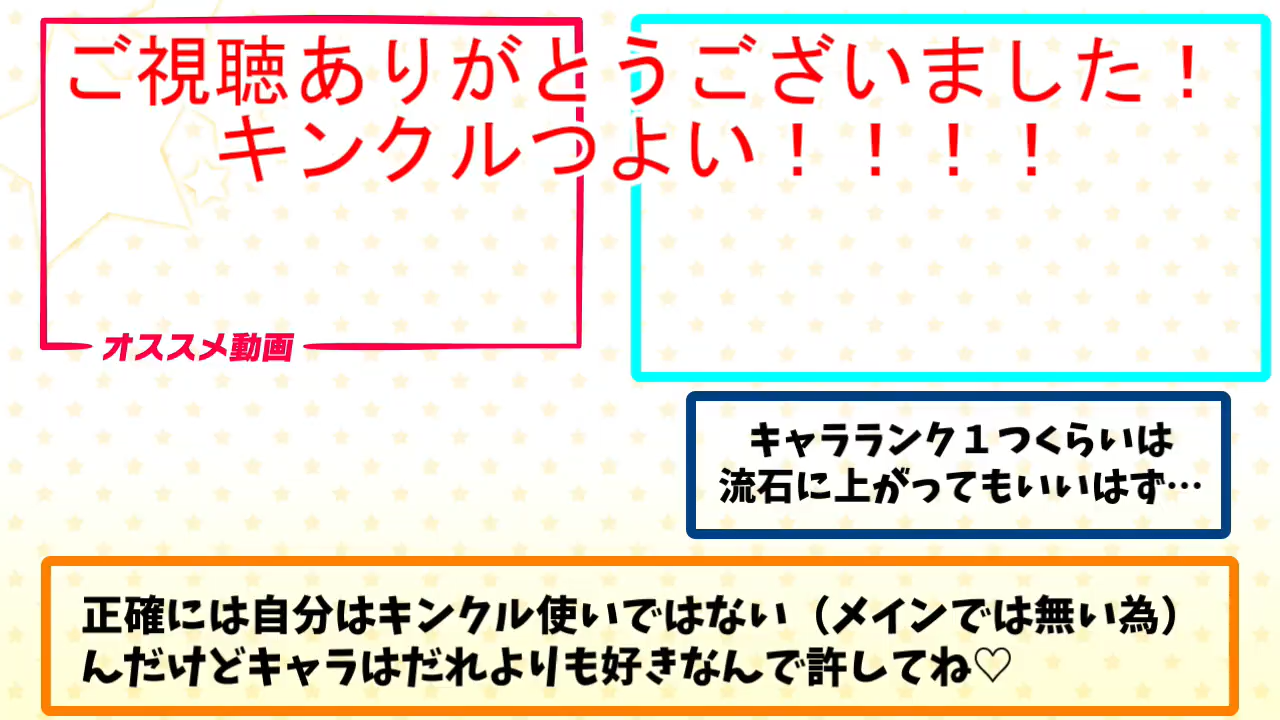 ご視聴ありがとうございました！
キンクルつよい！！！！
オススメ動画
キャラランク１つくらいは
流石に上がってもいいはず…
正確には自分はキンクル使いではない（メインでは無い為）
んだけどキャラはだれよりも好きなんで許してね♡